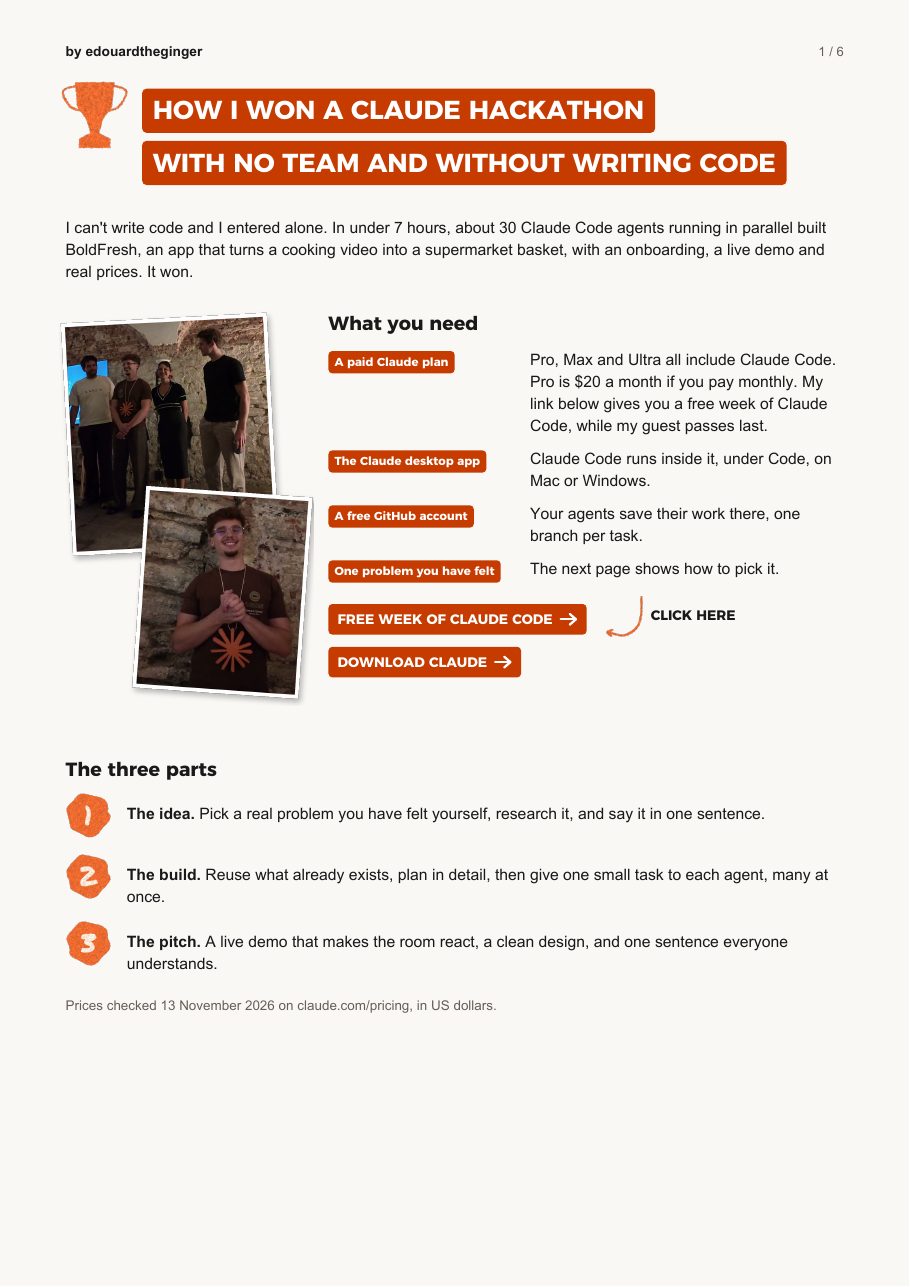 by edouardtheginger
1 / 6
HOW I WON A CLAUDE HACKATHON
WITH NO TEAM AND WITHOUT WRITING CODE
I can't write code and I entered alone. In under 7 hours, about 30 Claude Code agents running in parallel built
BoldFresh, an app that turns a cooking video into a supermarket basket, with an onboarding, a live demo and
real prices. It won.
What you need
A paid Claude plan
Pro, Max and Ultra all include Claude Code.
Pro is $20 a month if you pay monthly. My
link below gives you a free week of Claude
Code, while my guest passes last.
The Claude desktop app
Claude Code runs inside it, under Code, on
Mac or Windows.
A free GitHub account
Your agents save their work there, one
branch per task.
One problem you have felt
The next page shows how to pick it.
FREE WEEK OF CLAUDE CODE →
CLICK HERE
DOWNLOAD CLAUDE →
The three parts
1
The idea. Pick a real problem you have felt yourself, research it, and say it in one sentence.
2
The build. Reuse what already exists, plan in detail, then give one small task to each agent, many at
once.
3
The pitch. A live demo that makes the room react, a clean design, and one sentence everyone
understands.
Prices checked 13 November 2026 on claude.com/pricing, in US dollars.